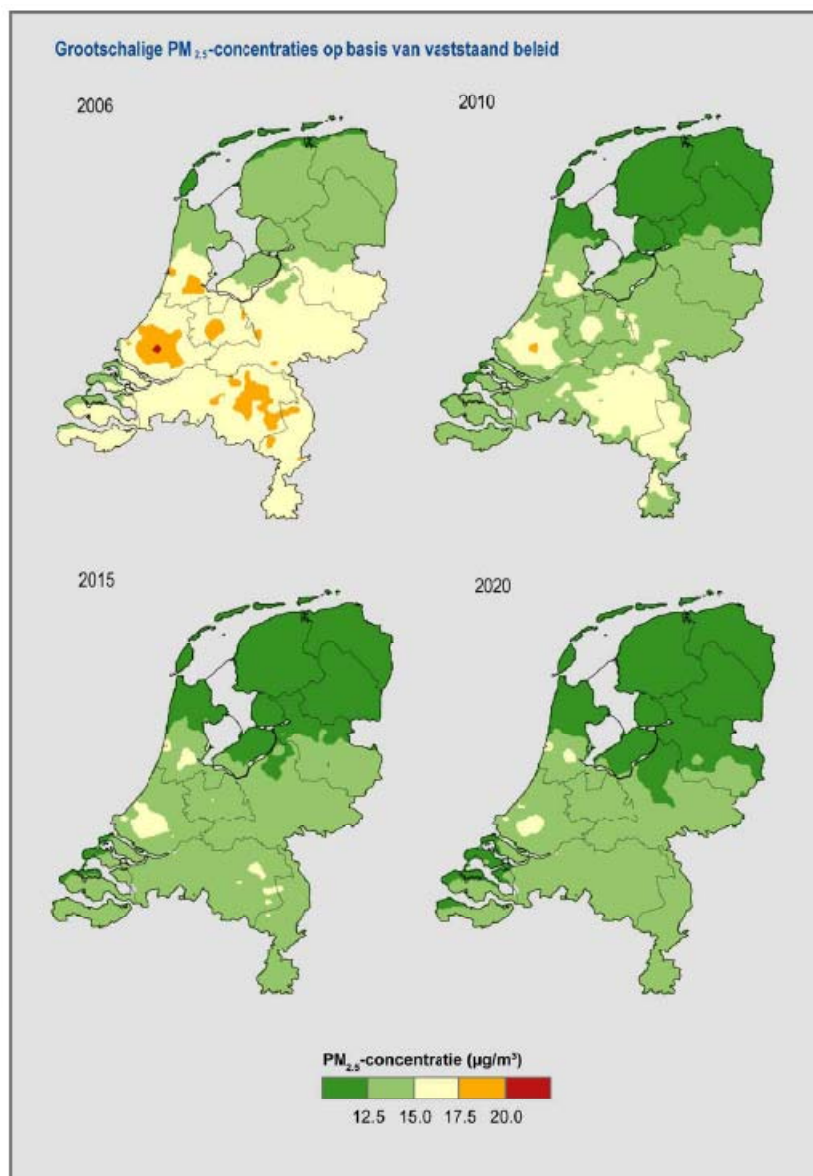 Grootschalige PM2.5-concentraties op basis van vaststaand beleid
2006
2010
2015
2020
PM2.5-concentratie (µg/m³)
12.5 15.0 17.5 20.0